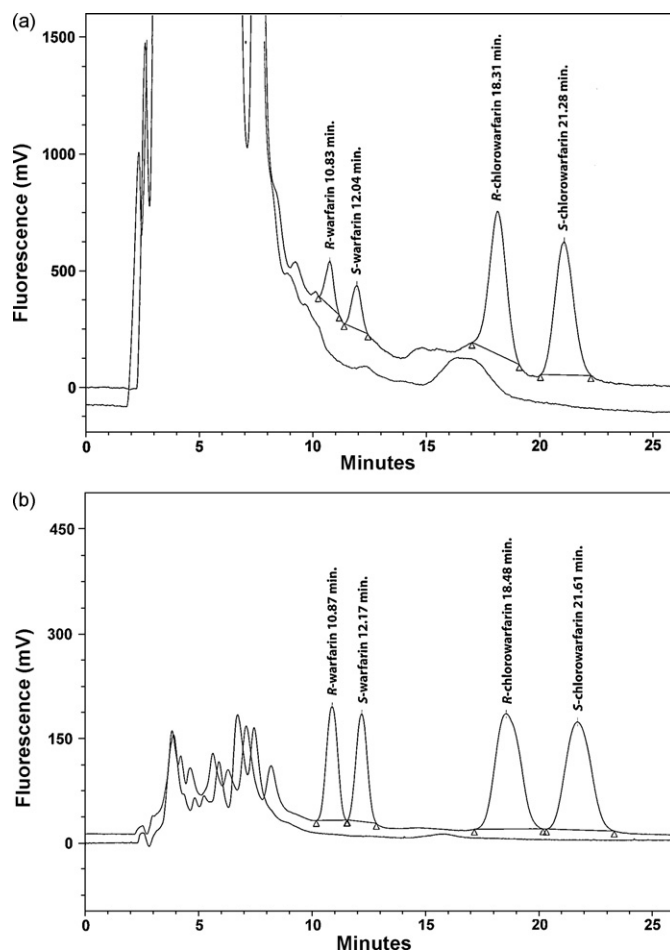 (a)
1500
1000
500
0
Fluorescence (mV)
R-warfarin 10.83 min.
S-warfarin 12.04 min.
R-chlorowarfarin 18.31 min.
S-chlorowarfarin 21.28 min.
0 5 10 15 20 25
Minutes
(b)
450
300
150
0
Fluorescence (mV)
R-warfarin 10.87 min.
S-warfarin 12.17 min.
R-chlorowarfarin 18.48 min.
S-chlorowarfarin 21.61 min.
0 5 10 15 20 25
Minutes